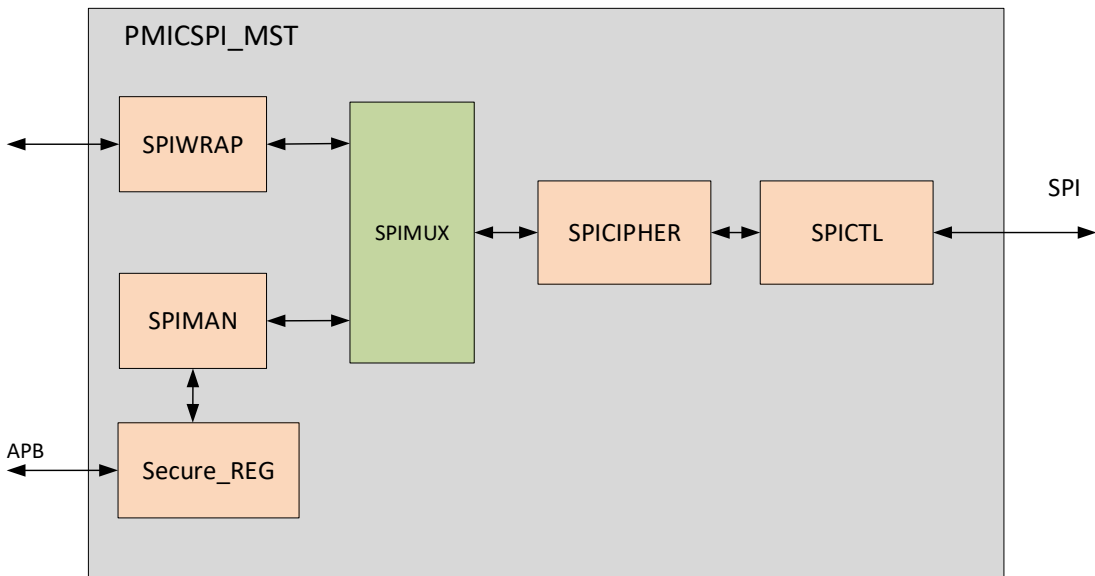 PMICSPI_MST
SPIWRAP
SPI
SPIMUX
SPICIPHER
SPICTL
SPIMAN
APB
Secure_REG